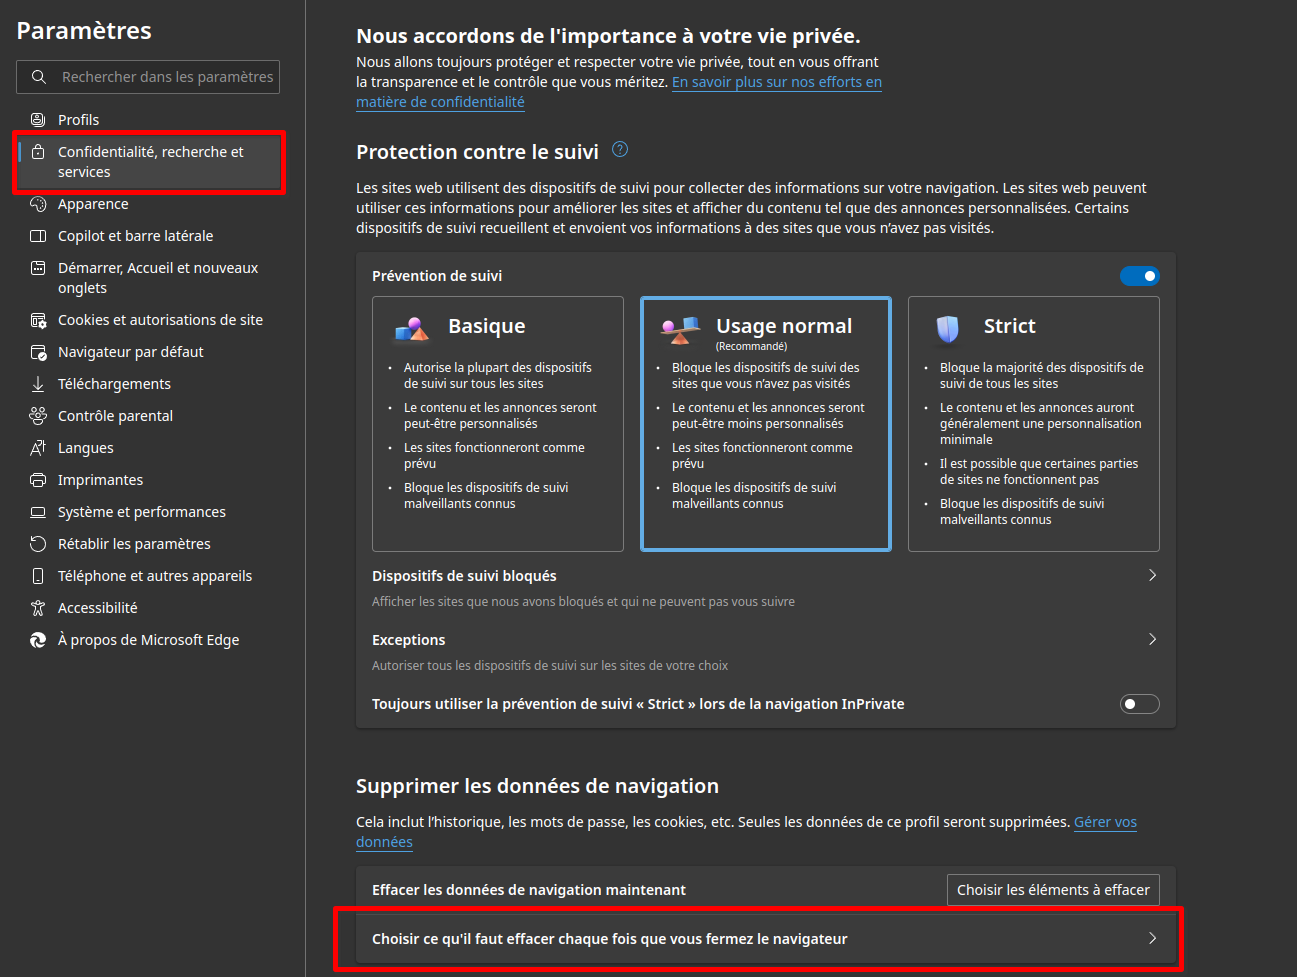 Paramètres
Rechercher dans les paramètres
Profils
Confidentialité, recherche et
services
Apparence
Copilot et barre latérale
Démarrer, Accueil et nouveaux
onglets
Cookies et autorisations de site
Navigateur par défaut
Téléchargements
Contrôle parental
Langues
Imprimantes
Système et performances
Rétablir les paramètres
Téléphone et autres appareils
Accessibilité
À propos de Microsoft Edge
Nous accordons de l'importance à votre vie privée.
Nous allons toujours protéger et respecter votre vie privée, tout en vous offrant
la transparence et le contrôle que vous méritez. En savoir plus sur nos efforts en
matière de confidentialité
Protection contre le suivi
Les sites web utilisent des dispositifs de suivi pour collecter des informations sur votre navigation. Les sites web peuvent
utiliser ces informations pour améliorer les sites et afficher du contenu tel que des annonces personnalisées. Certains
dispositifs de suivi recueillent et envoient vos informations à des sites que vous n’avez pas visités.
Prévention de suivi
Basique
• Autorise la plupart des dispositifs
de suivi sur tous les sites
• Le contenu et les annonces seront
peut-être personnalisés
• Les sites fonctionneront comme
prévu
• Bloque les dispositifs de suivi
malveillants connus
Usage normal
(Recommandé)
• Bloque les dispositifs de suivi des
sites que vous n’avez pas visités
• Le contenu et les annonces seront
peut-être moins personnalisés
• Les sites fonctionneront comme
prévu
• Bloque les dispositifs de suivi
malveillants connus
Strict
• Bloque la majorité des dispositifs de
suivi de tous les sites
• Le contenu et les annonces auront
généralement une personnalisation
minimale
• Il est possible que certaines parties
de sites ne fonctionnent pas
• Bloque les dispositifs de suivi
malveillants connus
Dispositifs de suivi bloqués
Afficher les sites que nous avons bloqués et qui ne peuvent pas vous suivre
Exceptions
Autoriser tous les dispositifs de suivi sur les sites de votre choix
Toujours utiliser la prévention de suivi « Strict » lors de la navigation InPrivate
Supprimer les données de navigation
Cela inclut l’historique, les mots de passe, les cookies, etc. Seules les données de ce profil seront supprimées. Gérer vos
données
Effacer les données de navigation maintenant
Choisir les éléments à effacer
Choisir ce qu'il faut effacer chaque fois que vous fermez le navigateur